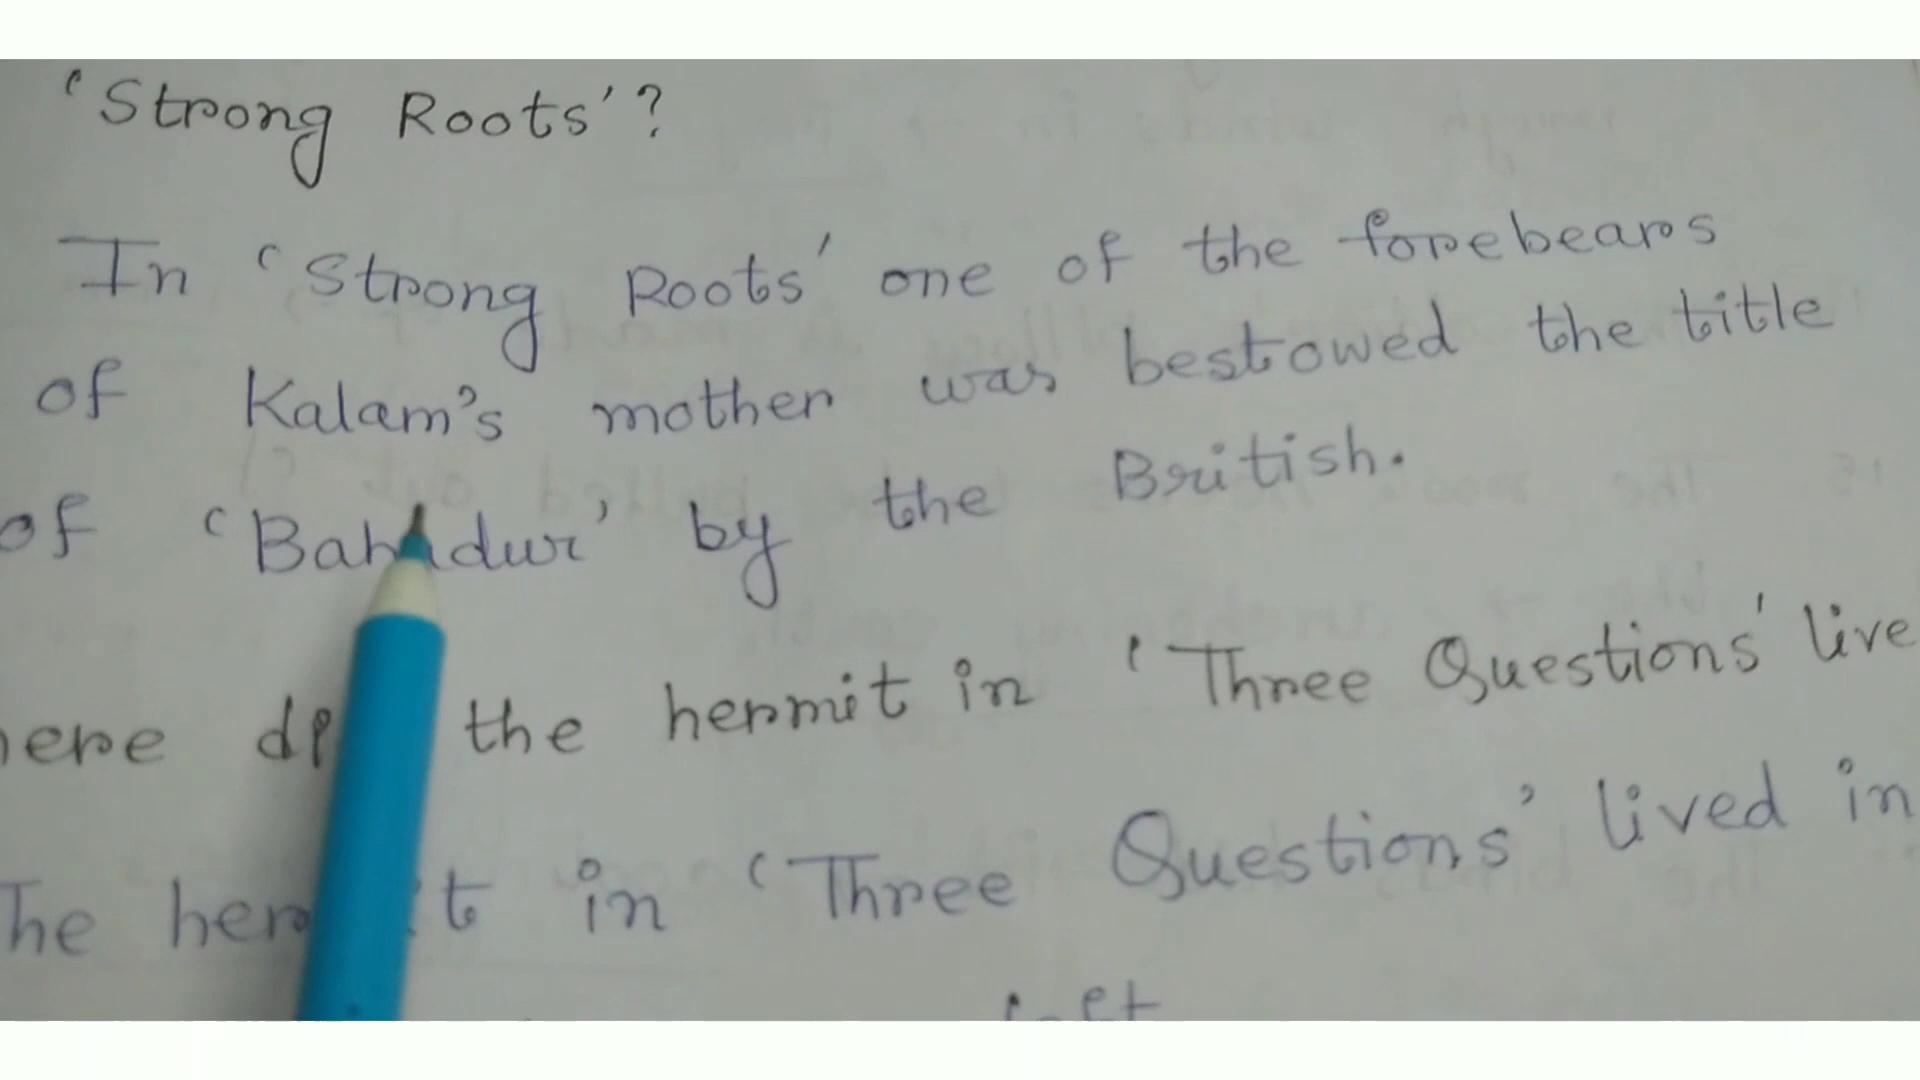 'Strong Roots'?
In 'Strong Roots' one of the forebears
of Kalam's mother was bestowed the title
of 'Bahadur' by the British.
the hermit in 'Three Questions' live
The hermit in 'Three Questions' lived in